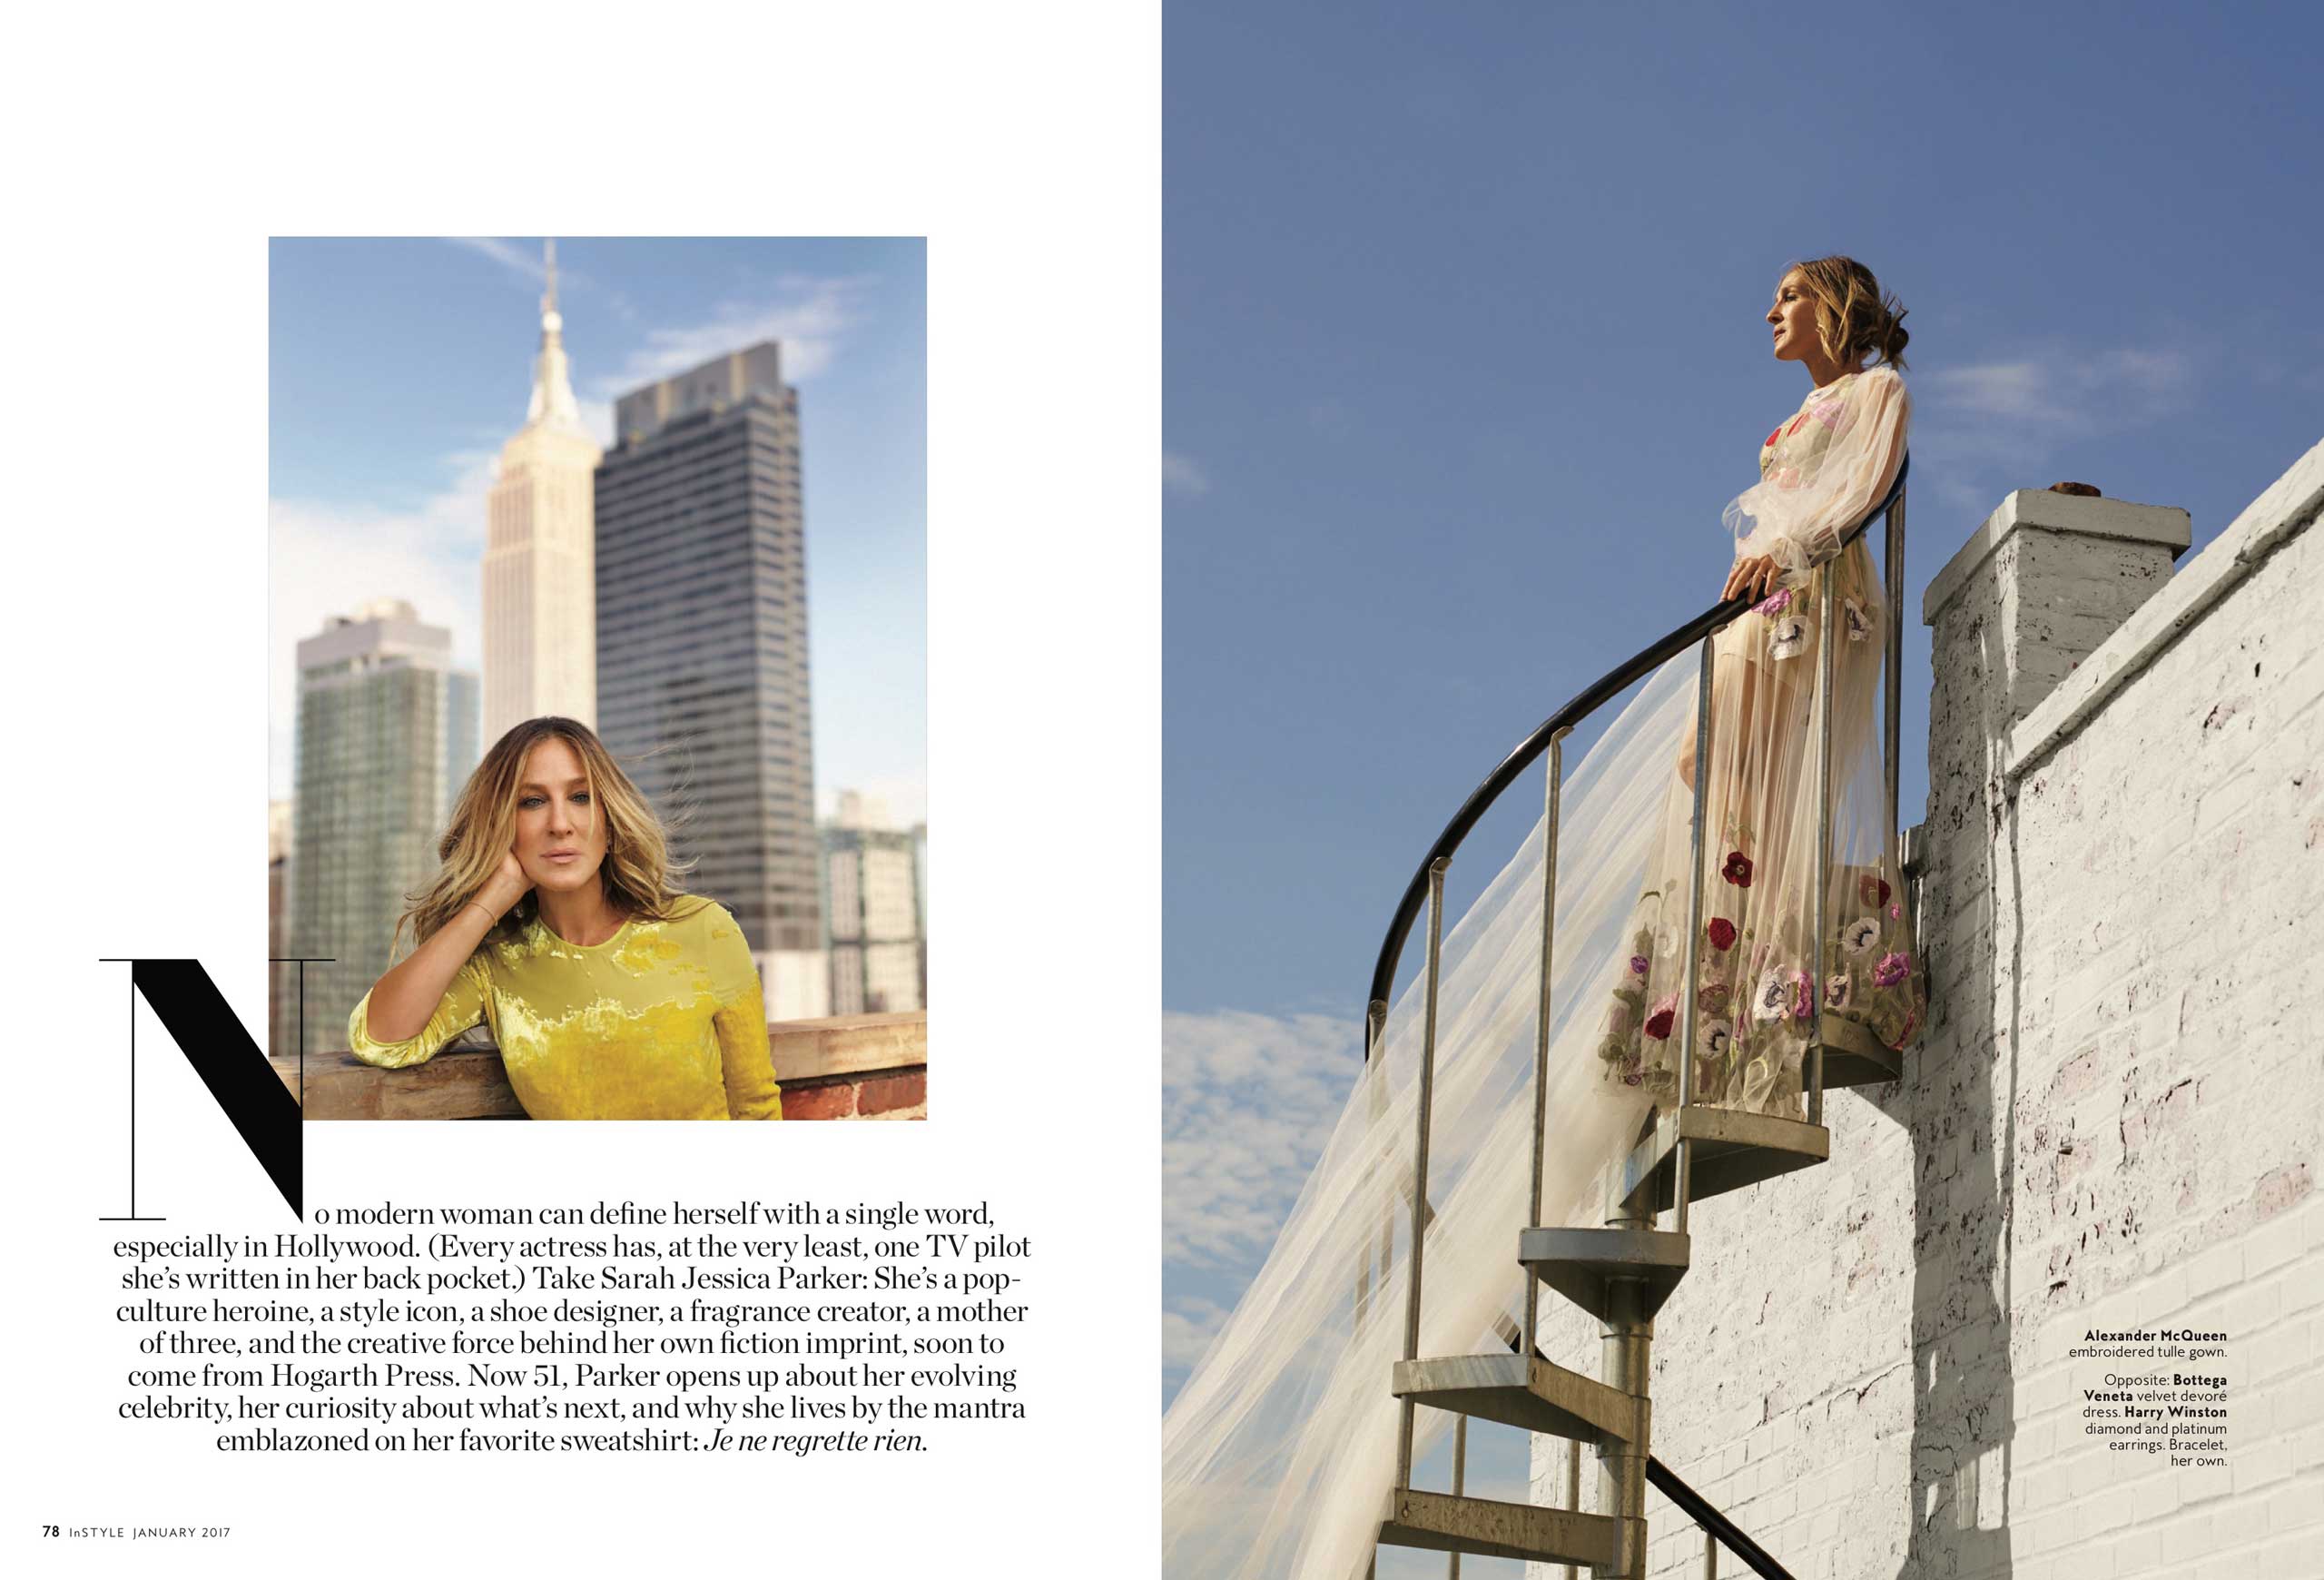 No modern woman can define herself with a single word,
especially in Hollywood. (Every actress has, at the very least, one TV pilot
she's written in her back pocket.) Take Sarah Jessica Parker: She's a pop-
culture heroine, a style icon, a shoe designer, a fragrance creator, a mother
of three, and the creative force behind her own fiction imprint, soon to
come from Hogarth Press. Now 51, Parker opens up about her evolving
celebrity, her curiosity about what's next, and why she lives by the mantra
emblazoned on her favorite sweatshirt: Je ne regrette rien.
78 InSTYLE JANUARY 2017
Alexander McQueen
embroidered tulle gown.
Opposite: Bottega
Veneta velvet devoré
dress. Harry Winston
diamond and platinum
earrings. Bracelet,
her own.